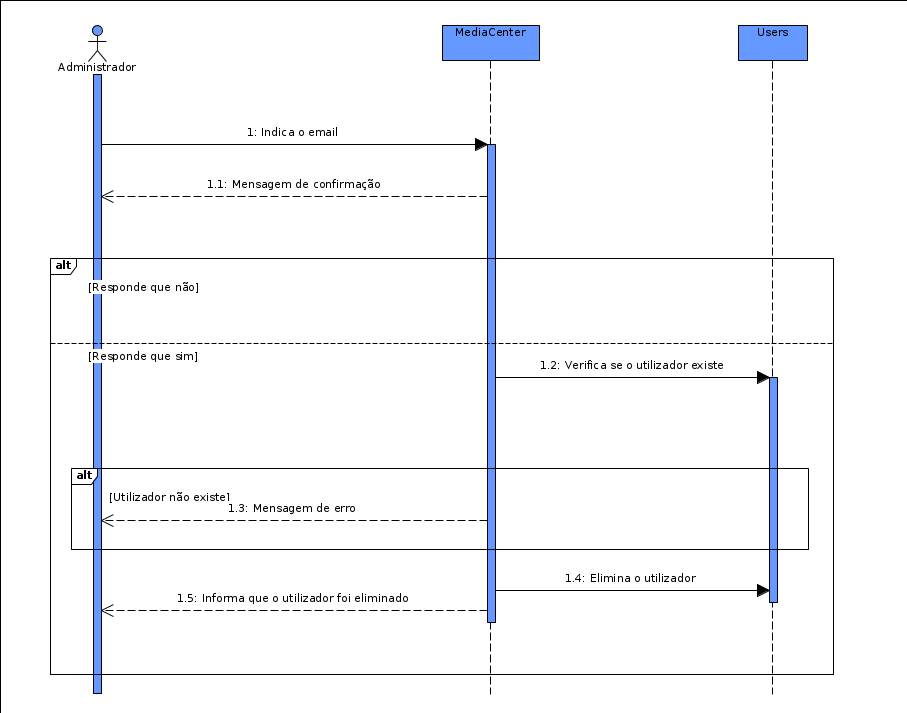 MediaCenter
Users
Administrador
1: Indica o email
1.1: Mensagem de confirmação
alt
[Responde que não]
[Responde que sim]
1.2: Verifica se o utilizador existe
alt
[Utilizador não existe]
1.3: Mensagem de erro
1.4: Elimina o utilizador
1.5: Informa que o utilizador foi eliminado